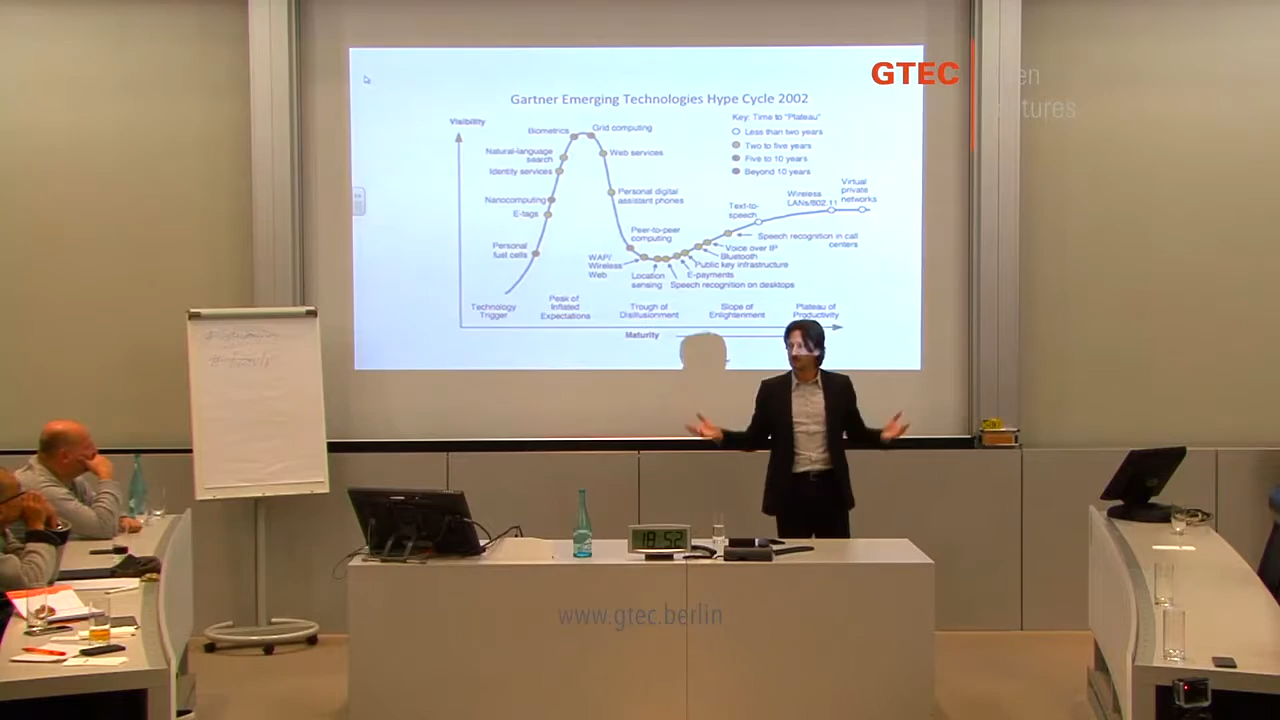 GTEC
Gartner Emerging Technologies Hype Cycle 2002
Visibility
Key: Time to "Plateau"
Less than two years
Two to five years
Five to 10 years
Beyond 10 years
Biometrics
Grid computing
Natural-language
search
Web services
Identity services
Nanocomputing
Personal digital
assistant phones
E-tags
Personal
fuel cells
Peer-to-peer
computing
WAP/
Wireless
Web
Location
sensing
Speech recognition on desktops
E-payments
Public key infrastructure
Bluetooth
Voice over IP
Speech recognition in call
centers
Text-to-
speech
Wireless
LANs/802.11
Virtual
private
networks
Technology
Trigger
Peak of
Inflated
Expectations
Trough of
Disillusionment
Slope of
Enlightenment
Plateau of
Productivity
Maturity
18:52
www.gtec.berlin